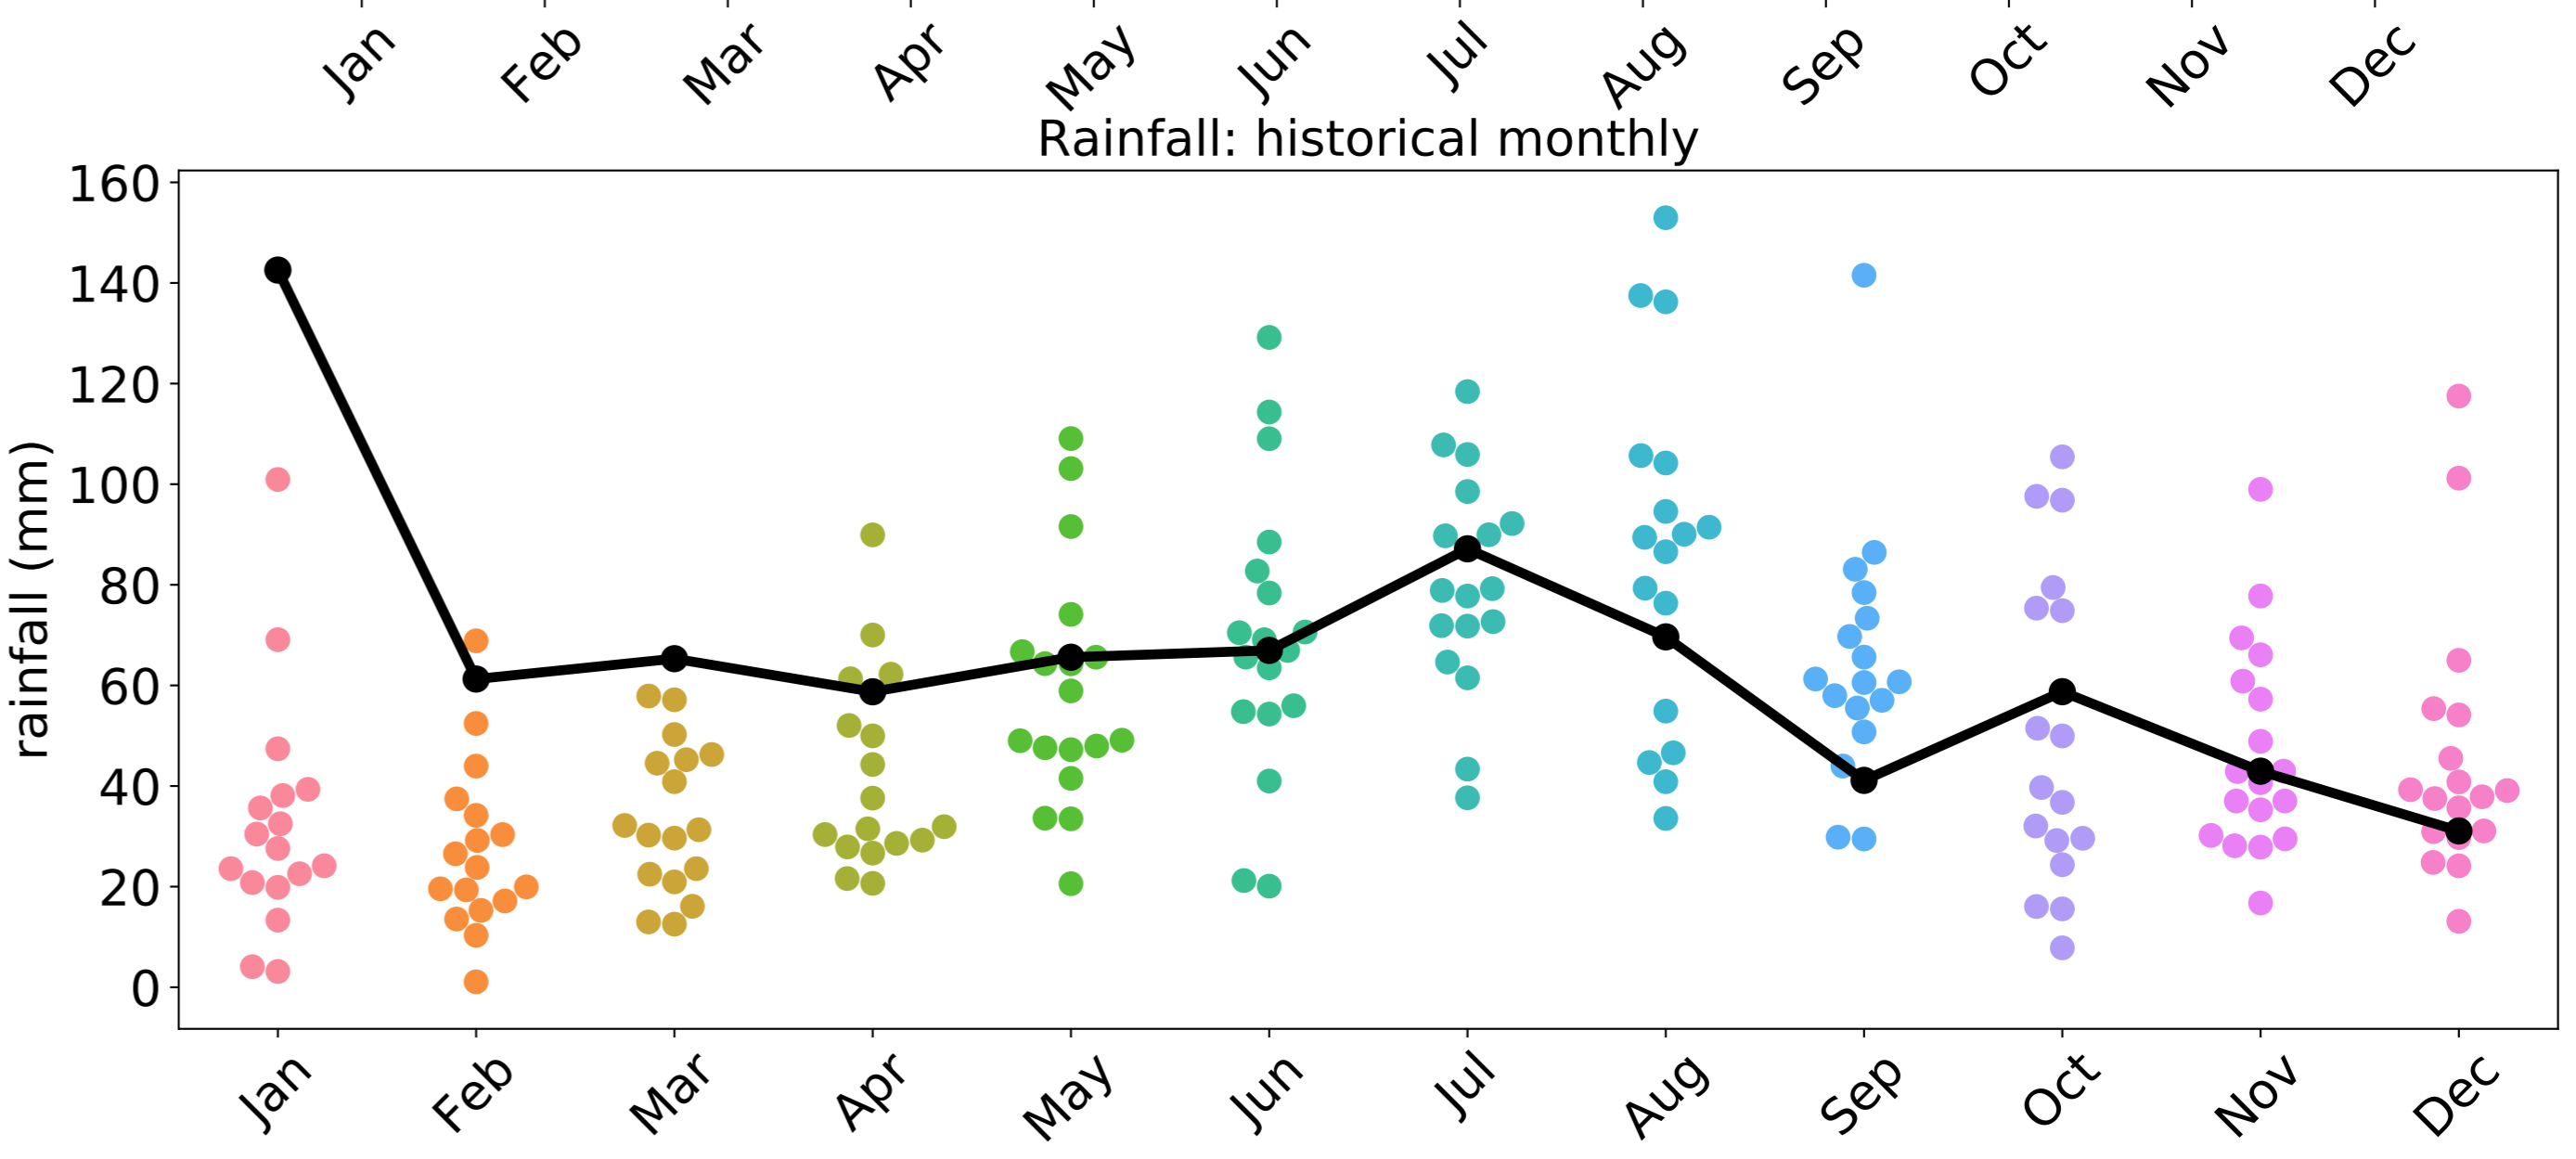 Jan Feb Mar Apr May Jun Jul Aug Sep Oct Nov Dec
Rainfall: historical monthly
160
140
120
100
80
60
40
20
0
rainfall (mm)
Jan Feb Mar Apr May Jun Jul Aug Sep Oct Nov Dec